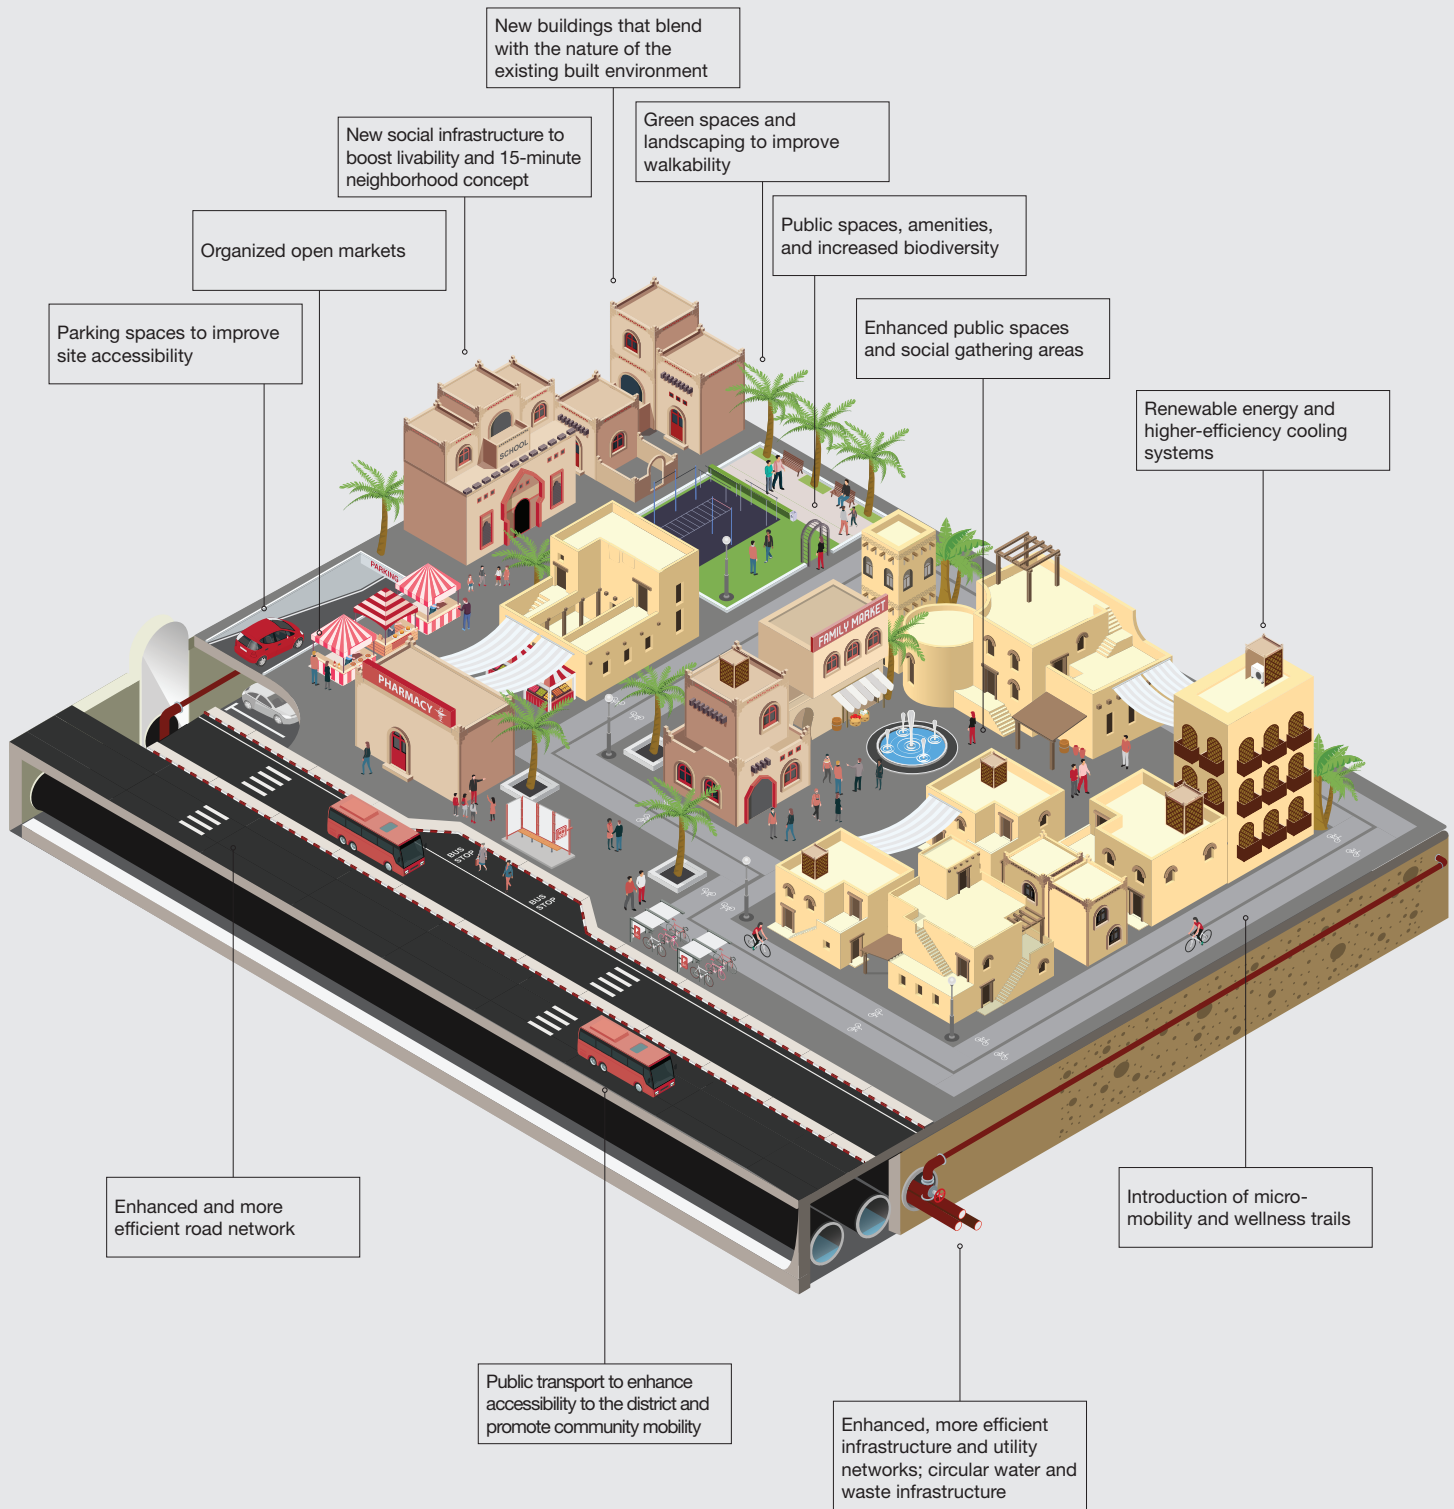 New buildings that blend
with the nature of the
existing built environment
Green spaces and
landscaping to improve
walkability
New social infrastructure to
boost livability and 15-minute
neighborhood concept
Public spaces, amenities,
and increased biodiversity
Organized open markets
Enhanced public spaces
and social gathering areas
Parking spaces to improve
site accessibility
Renewable energy and
higher-efficiency cooling
systems
SCHOOL
PARKING
FAMILY MARKET
PHARMACY
BUS
STOP
BUS
STOP
Enhanced and more
efficient road network
Introduction of micro-
mobility and wellness trails
Public transport to enhance
accessibility to the district and
promote community mobility
Enhanced, more efficient
infrastructure and utility
networks; circular water and
waste infrastructure